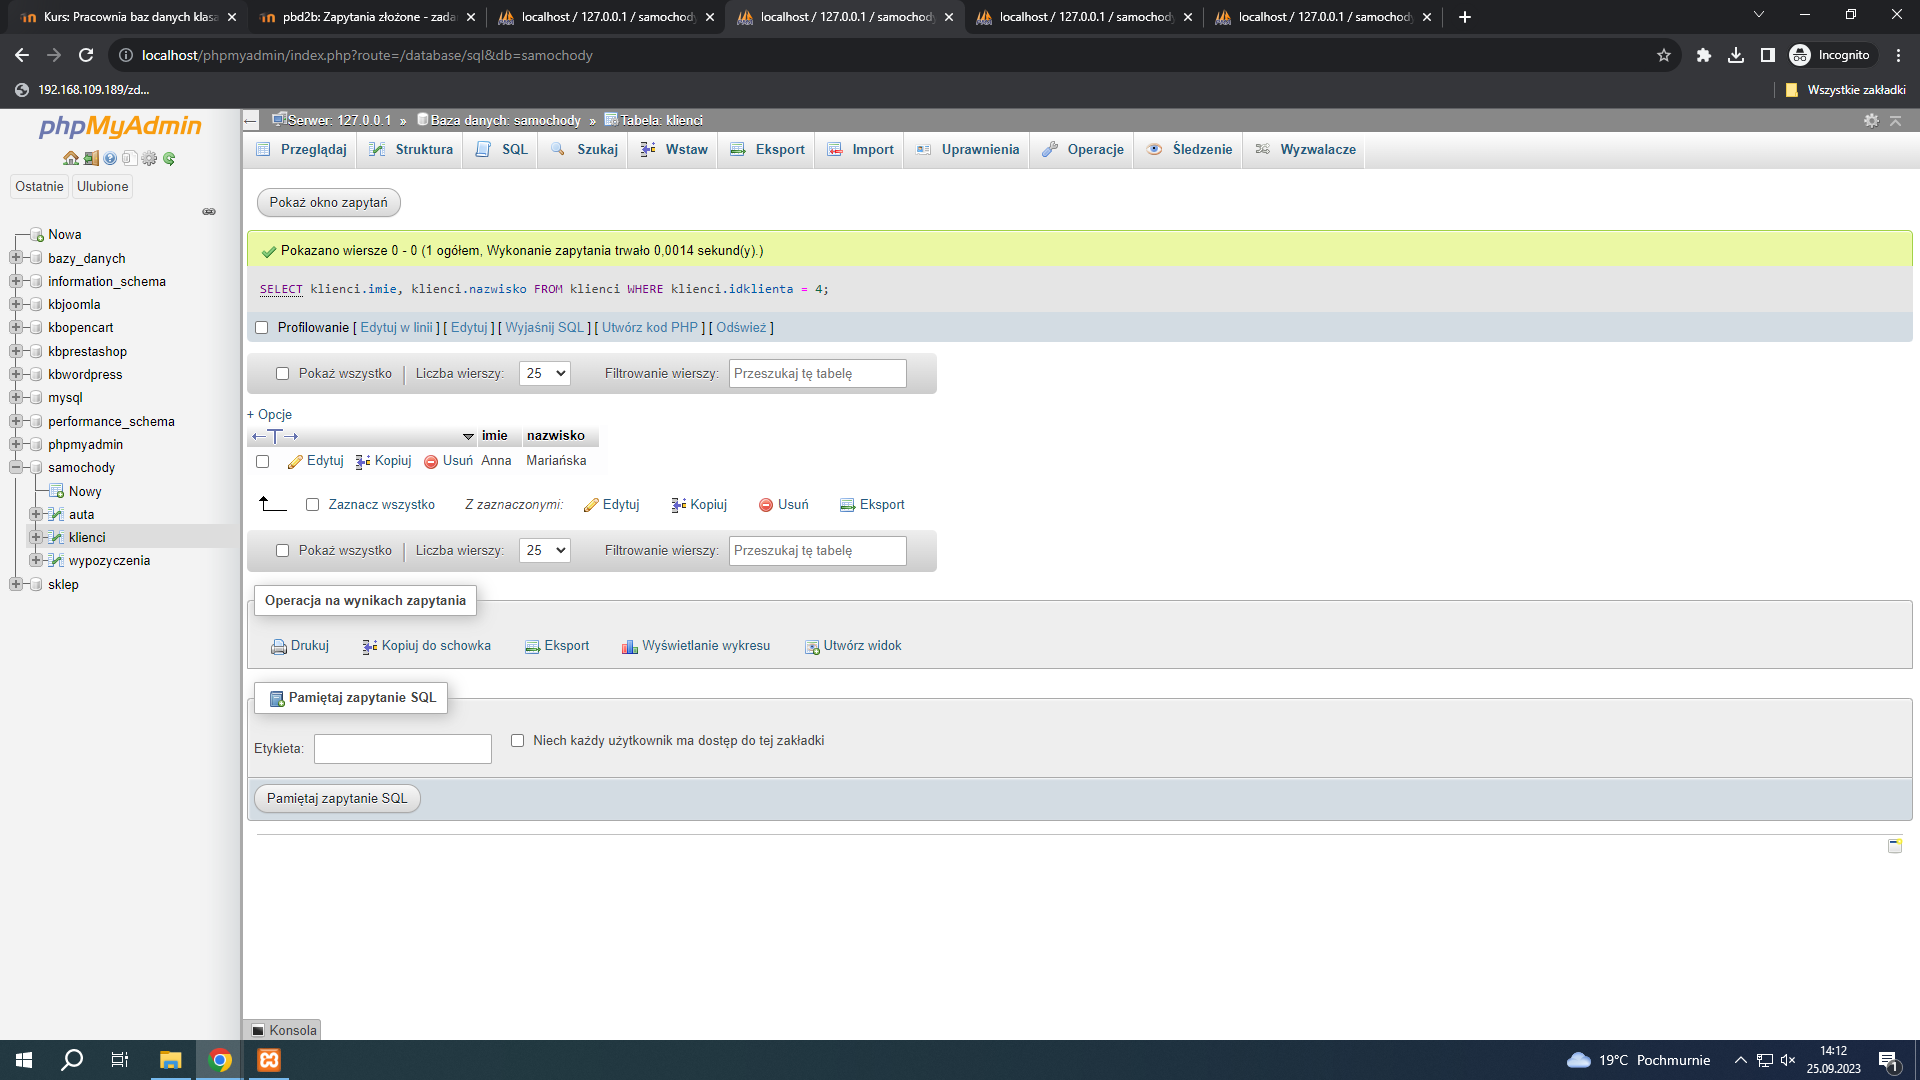 Kurs: Pracownia baz danych klasa
pbd2b: Zapytania złożone - zada
localhost / 127.0.0.1 / samochody
localhost / 127.0.0.1 / samochody
localhost / 127.0.0.1 / samochody
localhost / 127.0.0.1 / samochody
localhost/phpmyadmin/index.php?route=/database/sql&db=samochody
Incognito
192.168.109.189/zd...
Wszystkie zakładki
phpMyAdmin
Ostatnie Ulubione
Nowa
bazy_danych
information_schema
kbjoomla
kbopencart
kbprestashop
kbwordpress
mysql
performance_schema
phpmyadmin
samochody
Nowy
auta
klienci
wypozyczenia
sklep
Serwer: 127.0.0.1 » Baza danych: samochody » Tabela: klienci
Przeglądaj Struktura SQL Szukaj Wstaw Eksport Import Uprawnienia Operacje Śledzenie Wyzwalacze
Pokaż okno zapytań
Pokazano wiersze 0 - 0 (1 ogółem, Wykonanie zapytania trwało 0,0014 sekund(y).)
SELECT klienci.imie, klienci.nazwisko FROM klienci WHERE klienci.idklienta = 4;
Profilowanie [ Edytuj w linii ] [ Edytuj ] [ Wyjaśnij SQL ] [ Utwórz kod PHP ] [ Odśwież ]
Pokaż wszystko Liczba wierszy: 25 Filtrowanie wierszy: Przeszukaj tę tabelę
+ Opcje
imie nazwisko
Edytuj Kopiuj Usuń Anna Mariańska
Zaznacz wszystko Z zaznaczonymi: Edytuj Kopiuj Usuń Eksport
Pokaż wszystko Liczba wierszy: 25 Filtrowanie wierszy: Przeszukaj tę tabelę
Operacja na wynikach zapytania
Drukuj Kopiuj do schowka Eksport Wyświetlanie wykresu Utwórz widok
Pamiętaj zapytanie SQL
Etykieta: Niech każdy użytkownik ma dostęp do tej zakładki
Pamiętaj zapytanie SQL
Konsola
19°C Pochmurnie
14:12
25.09.2023
1